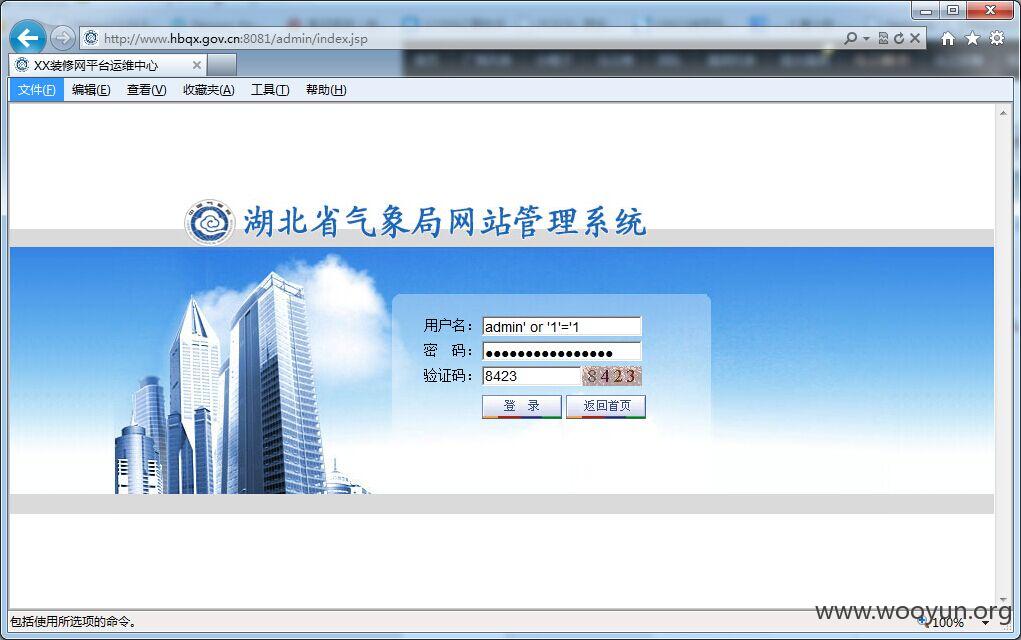 http://www.hbqx.gov.cn:8081/admin/index.jsp
XX装修网平台运维中心
文件(F) 编辑(E) 查看(V) 收藏夹(A) 工具(T) 帮助(H)
湖北省气象局网站管理系统
用户名： admin' or '1'='1
密 码： ●●●●●●●●●●●●●●●●
验证码： 8423 8423
登 录 返回首页
www.wooyun.org
包括使用所选项的命令。 100%